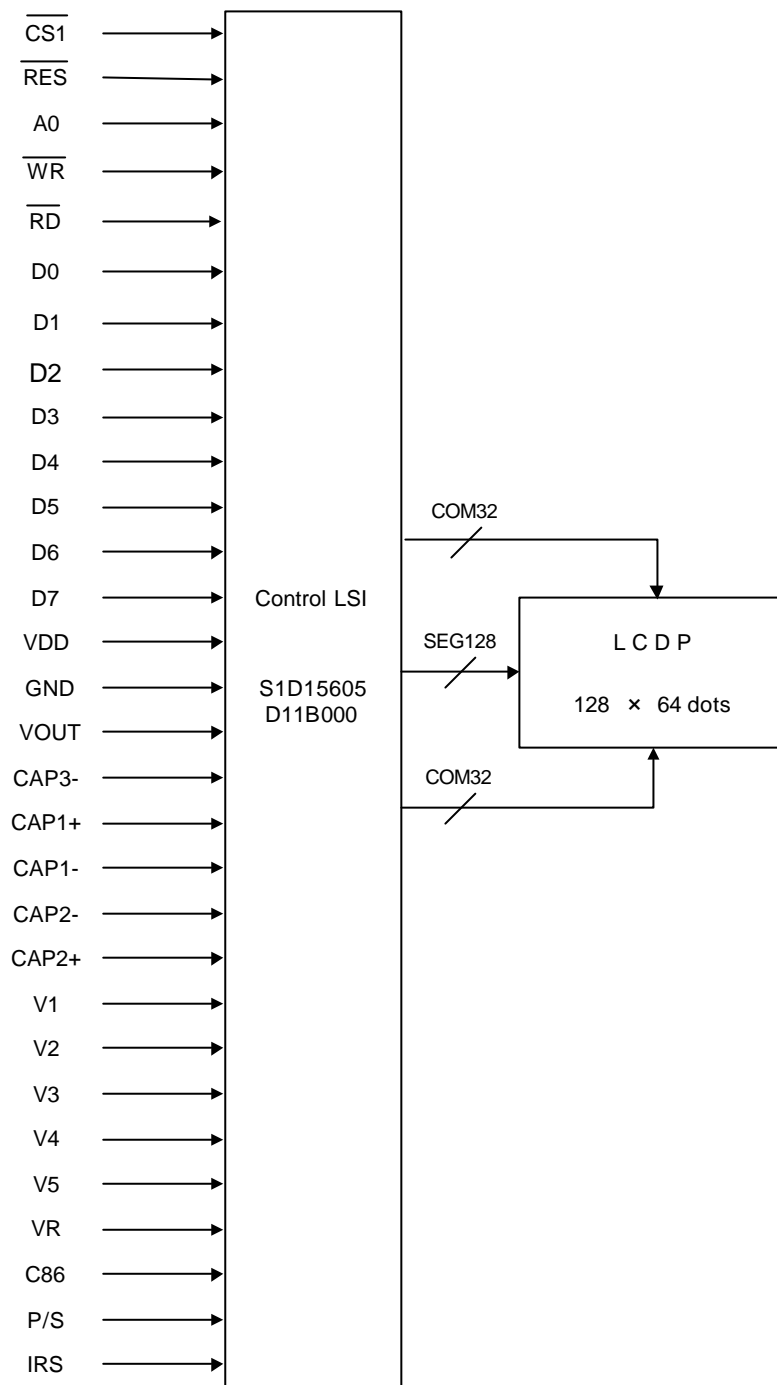 CS1
RES
A0
WR
RD
D0
D1
D2
D3
D4
D5
D6
D7
VDD
GND
VOUT
CAP3-
CAP1+
CAP1-
CAP2-
CAP2+
V1
V2
V3
V4
V5
VR
C86
P/S
IRS
Control LSI
S1D15605
D11B000
COM32
SEG128
COM32
L C D P
128 × 64 dots